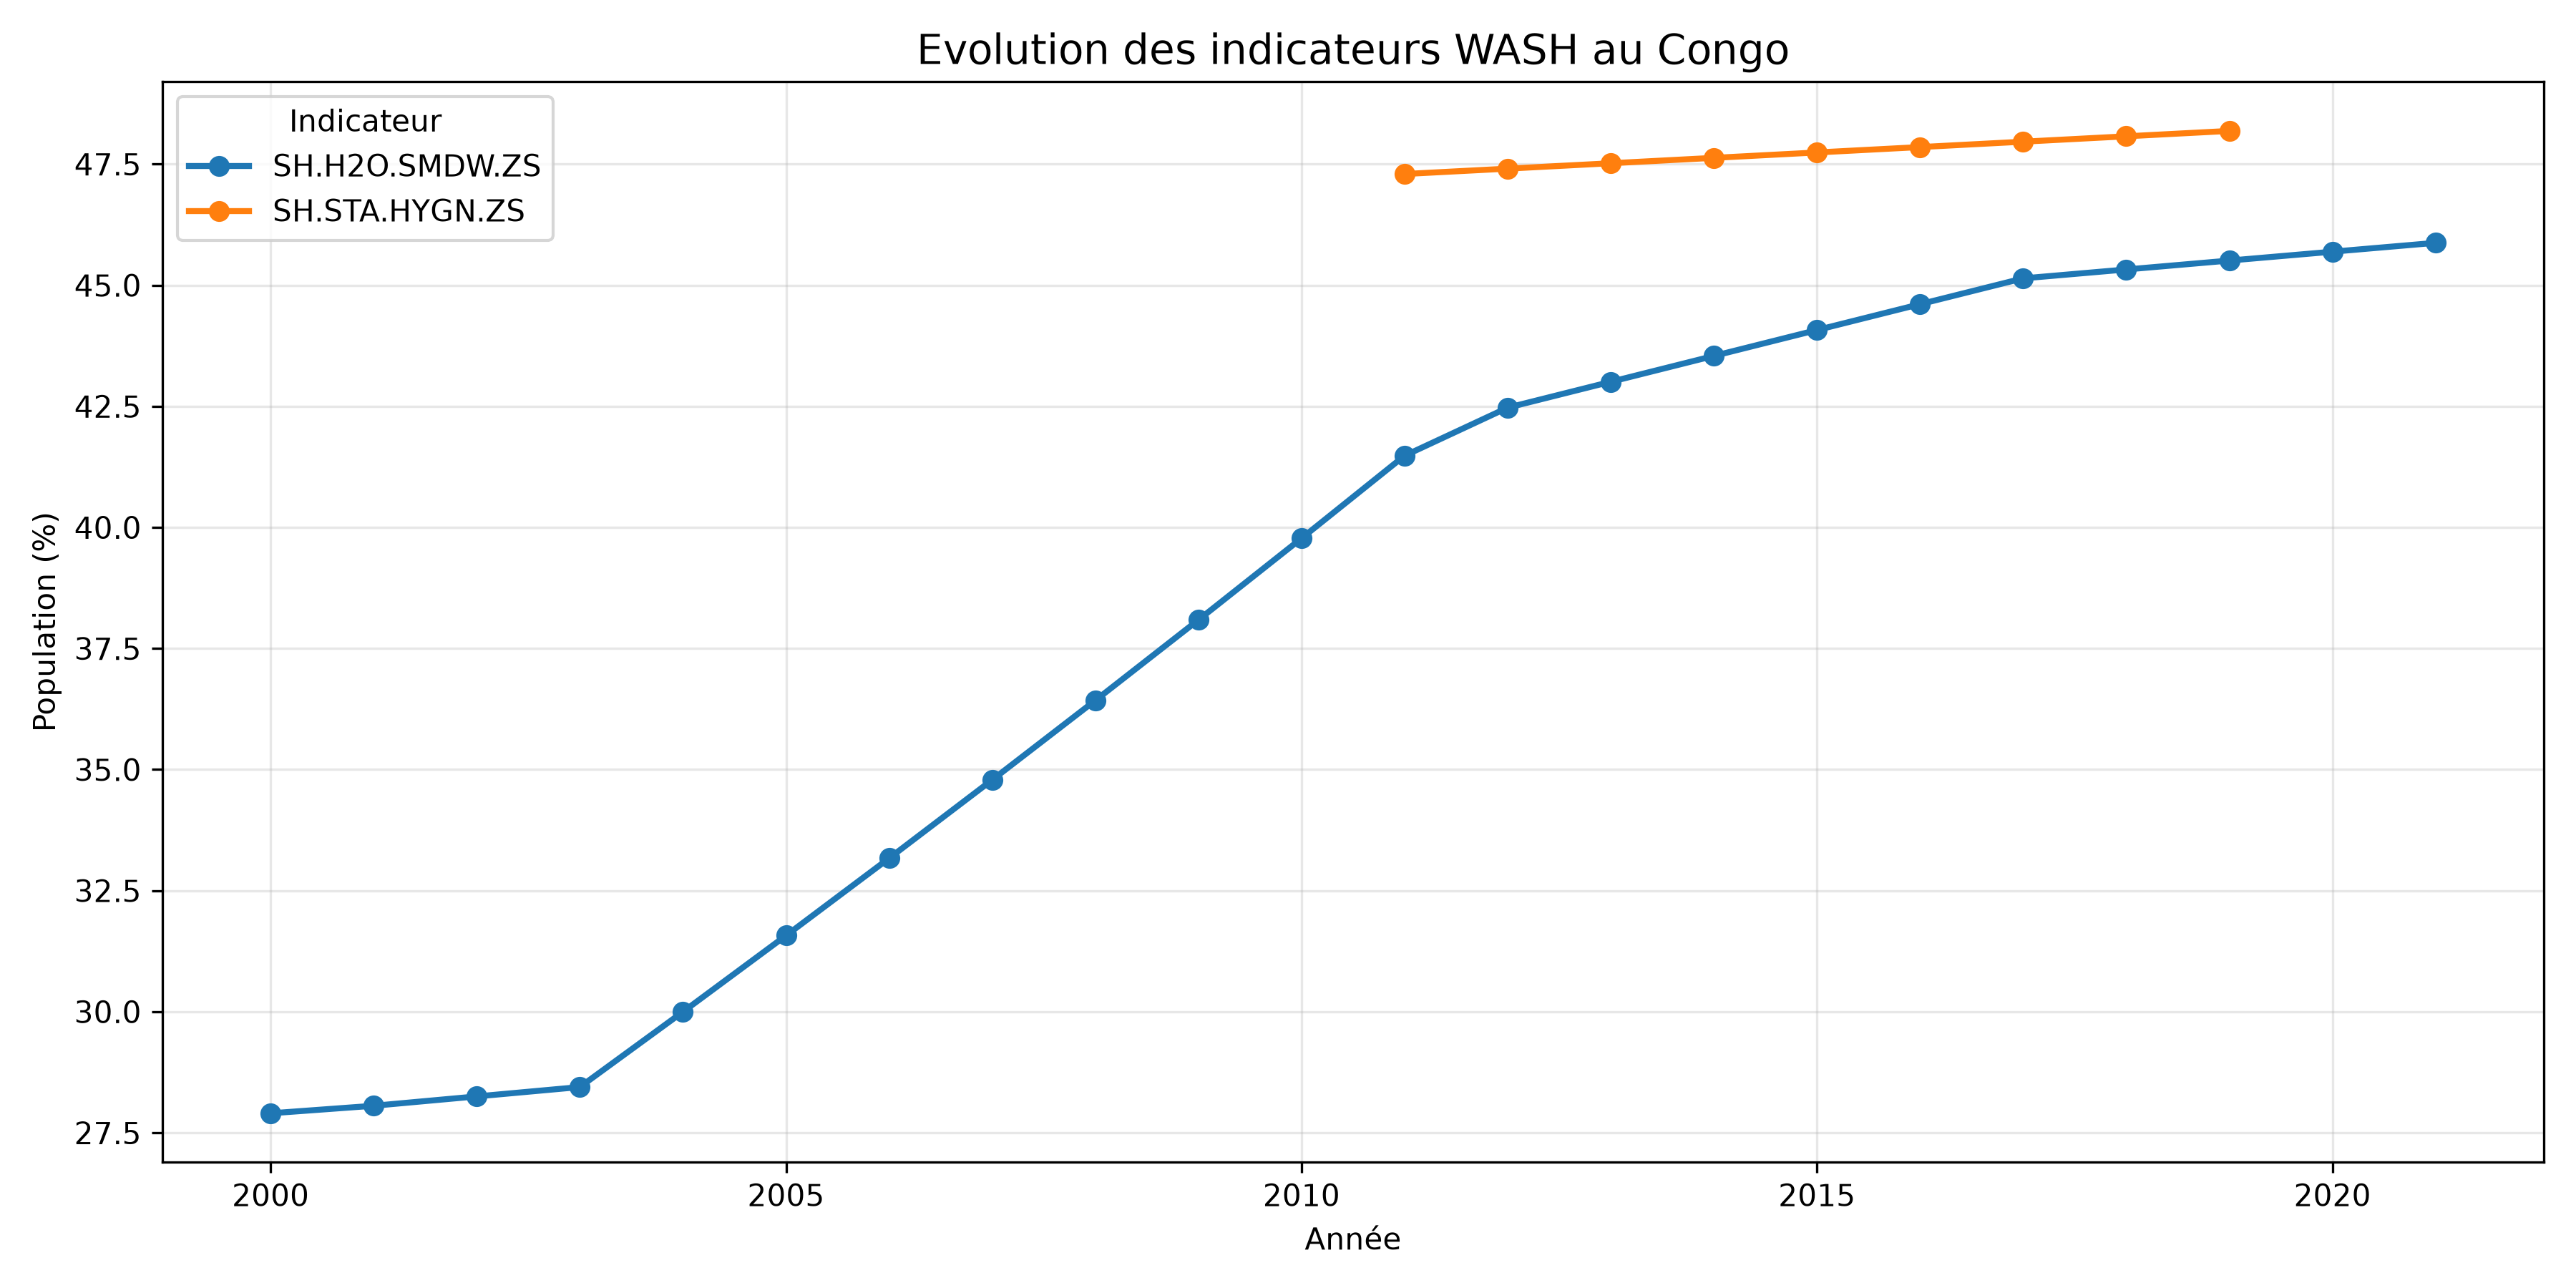 Evolution des indicateurs WASH au Congo
Indicateur
SH.H2O.SMDW.ZS
SH.STA.HYGN.ZS
47.5
45.0
42.5
40.0
37.5
35.0
32.5
30.0
27.5
Population (%)
2000 2005 2010 2015 2020
Année